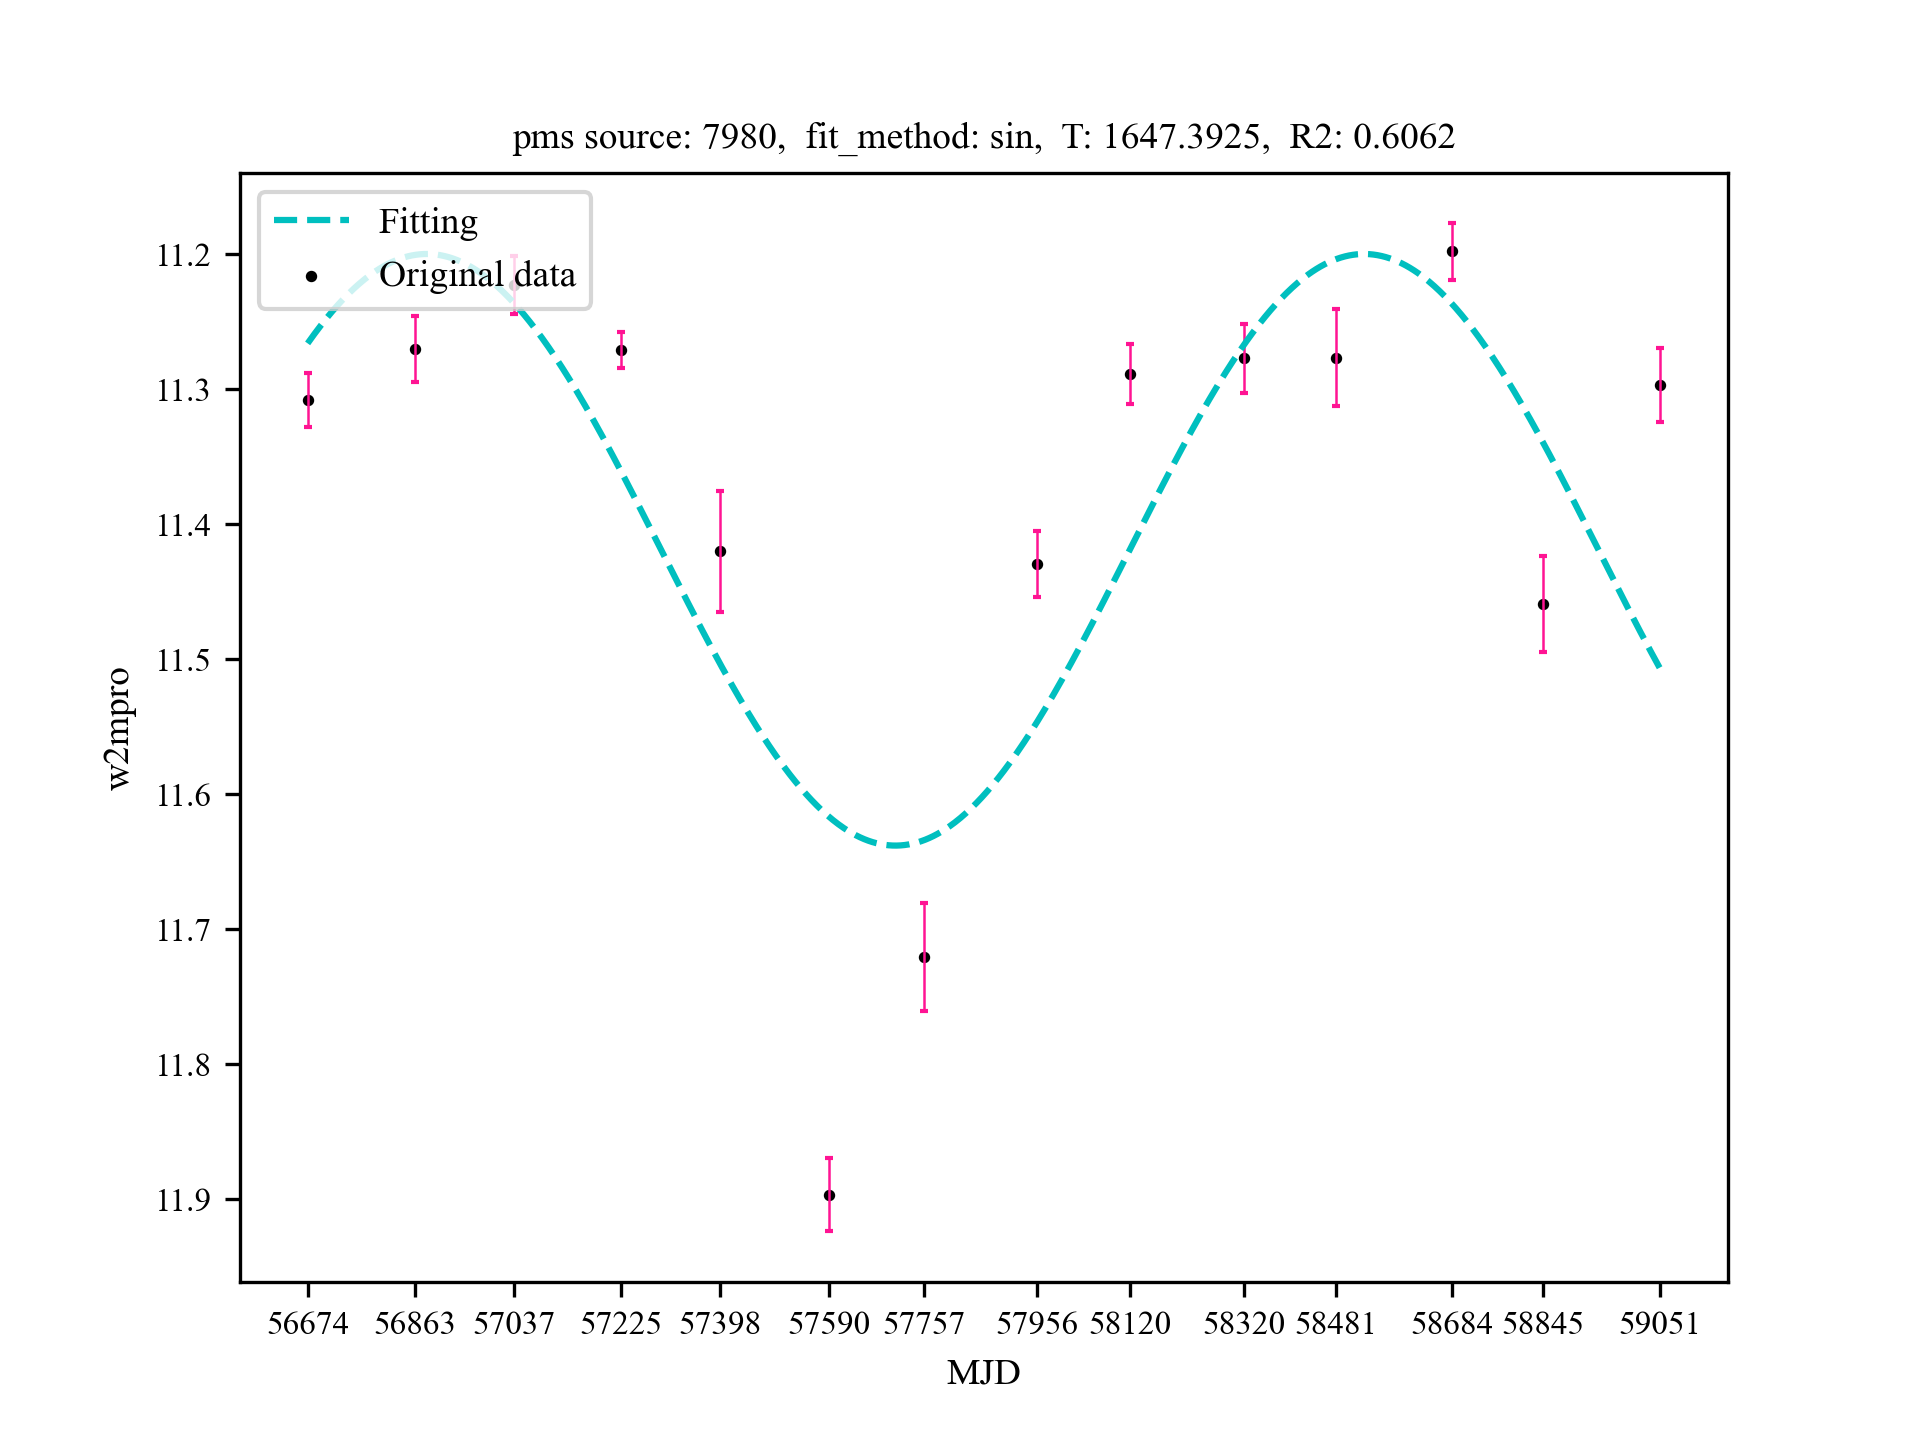 pms source: 7980,  fit_method: sin,  T: 1647.3925,  R2: 0.6062
Fitting
Original data
11.2
11.3
11.4
11.5
11.6
11.7
11.8
11.9
w2mpro
56674 56863 57037 57225 57398 57590 57757 57956 58120 58320 58481 58684 58845 59051
MJD